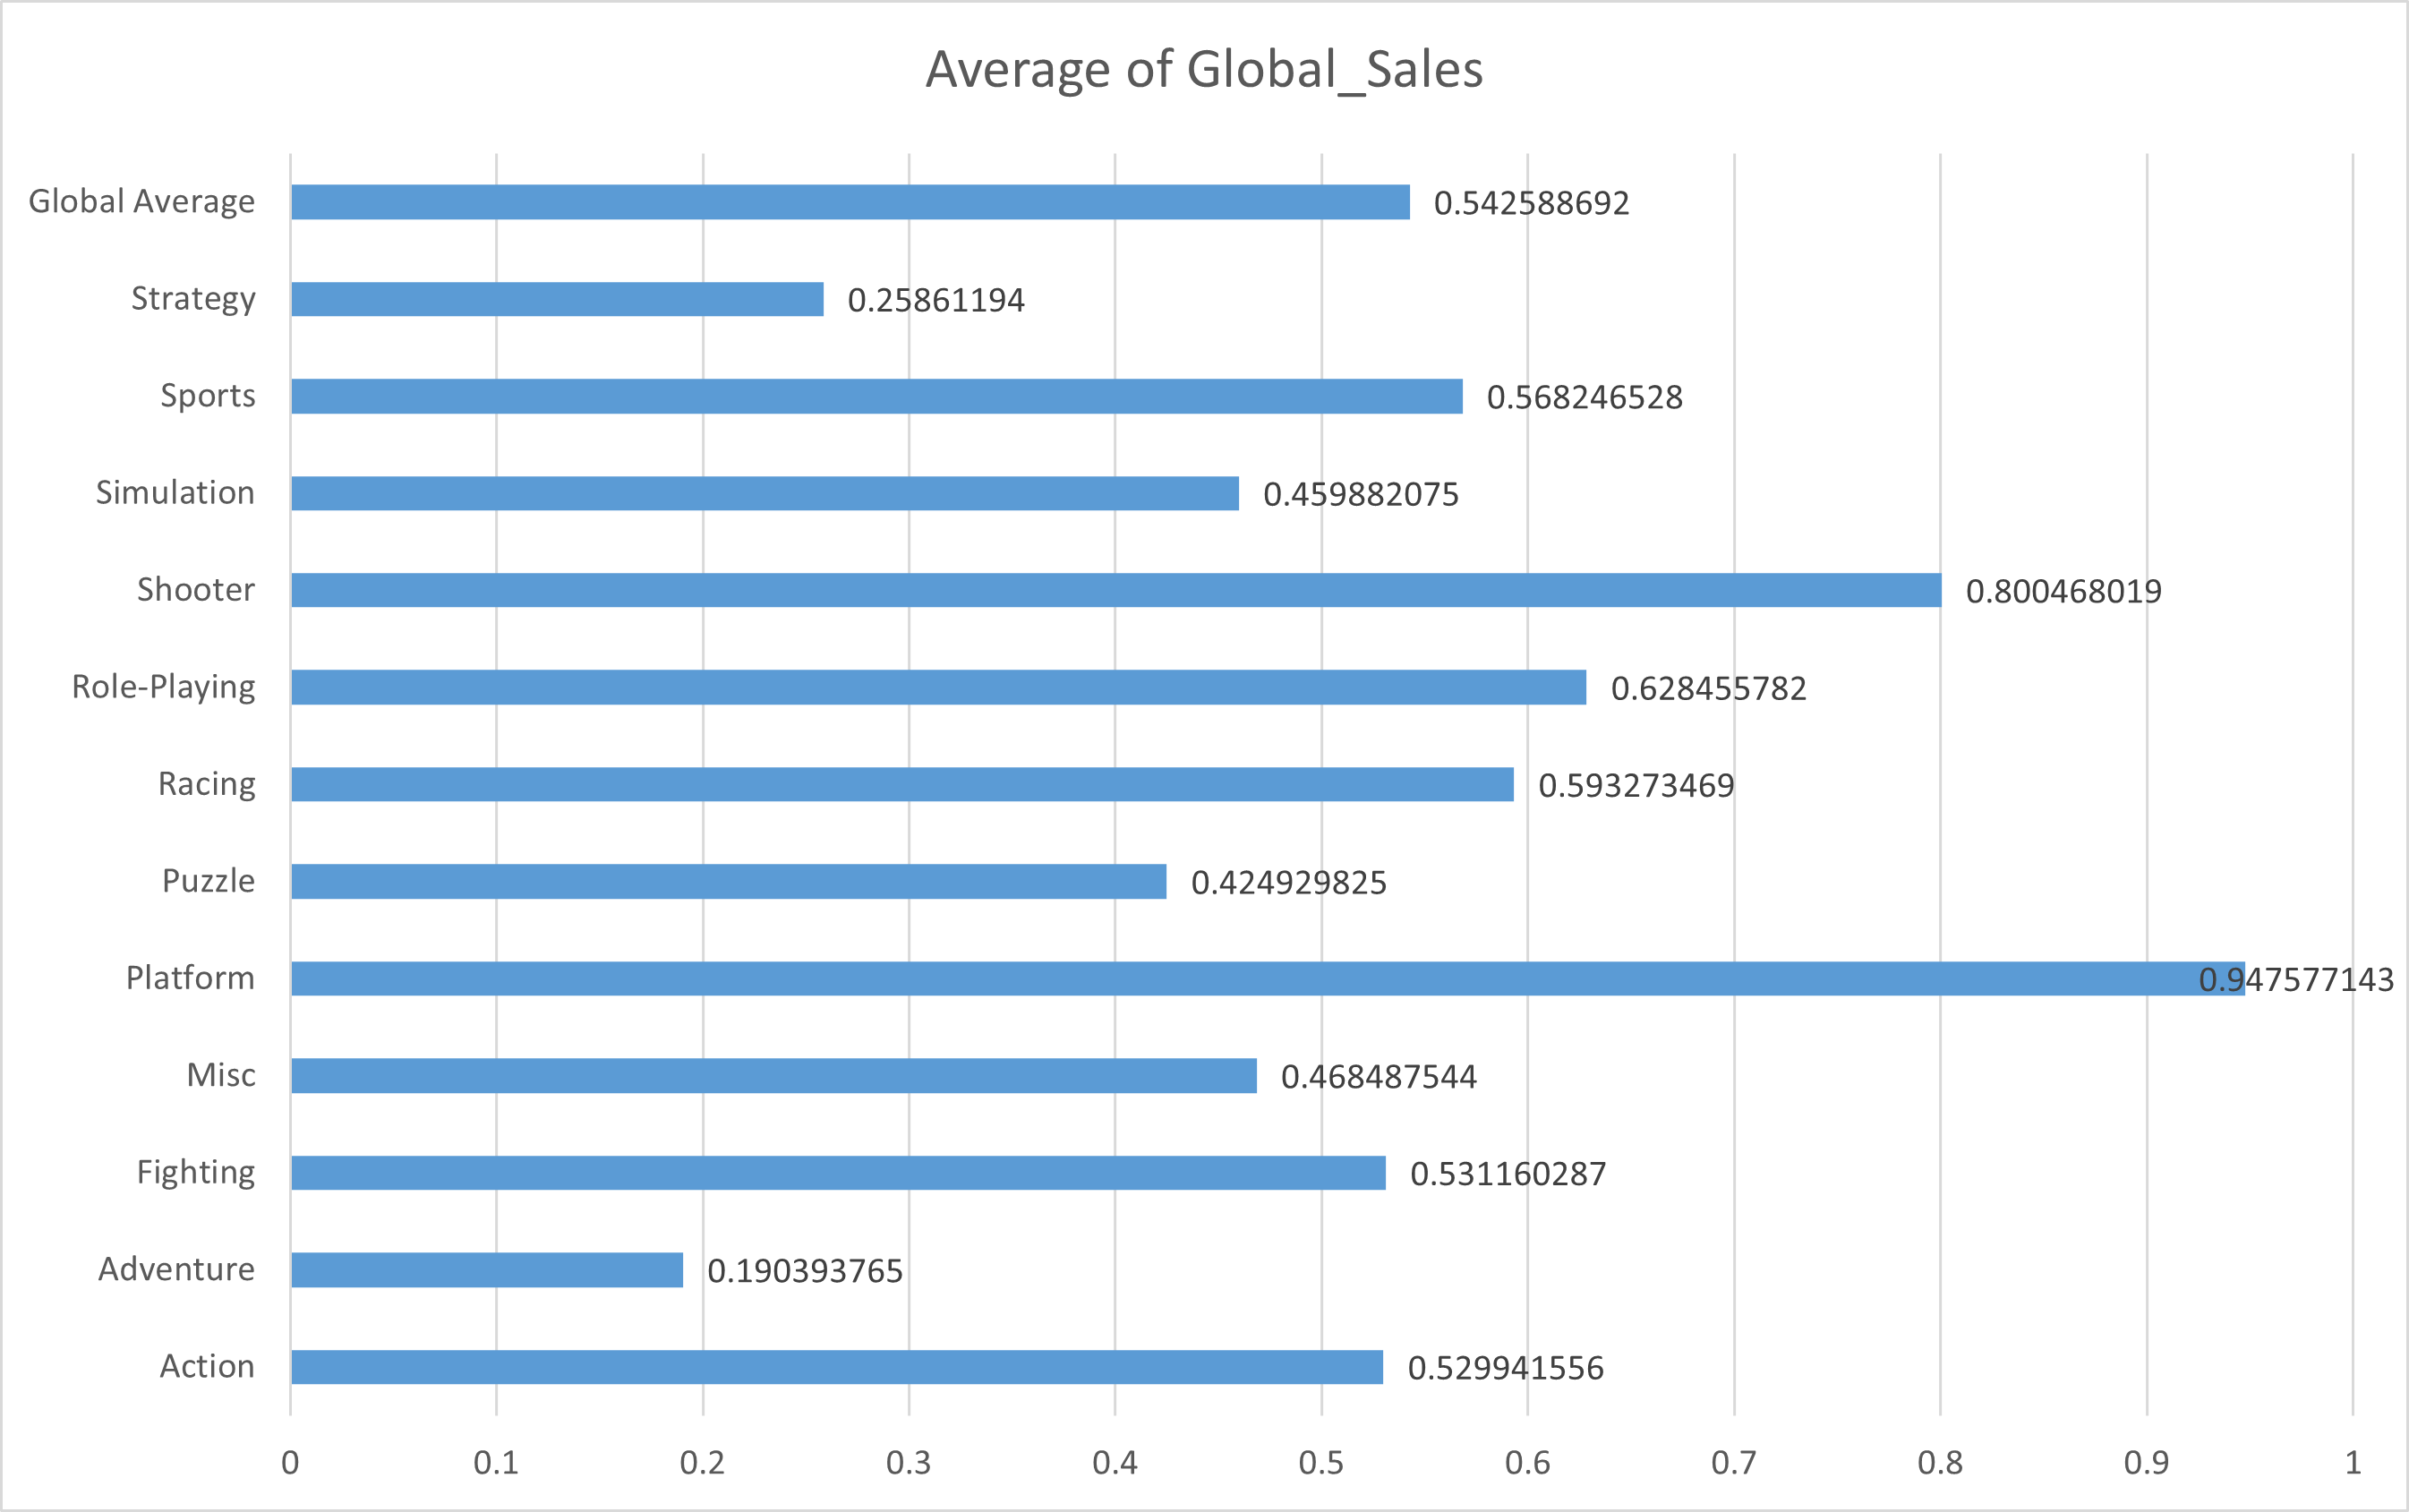 Average of Global_Sales
Global Average 0.542588692
Strategy 0.25861194
Sports 0.568246528
Simulation 0.459882075
Shooter 0.800468019
Role-Playing 0.628455782
Racing 0.593273469
Puzzle 0.424929825
Platform 0.947577143
Misc 0.468487544
Fighting 0.531160287
Adventure 0.190393765
Action 0.529941556
0 0.1 0.2 0.3 0.4 0.5 0.6 0.7 0.8 0.9 1